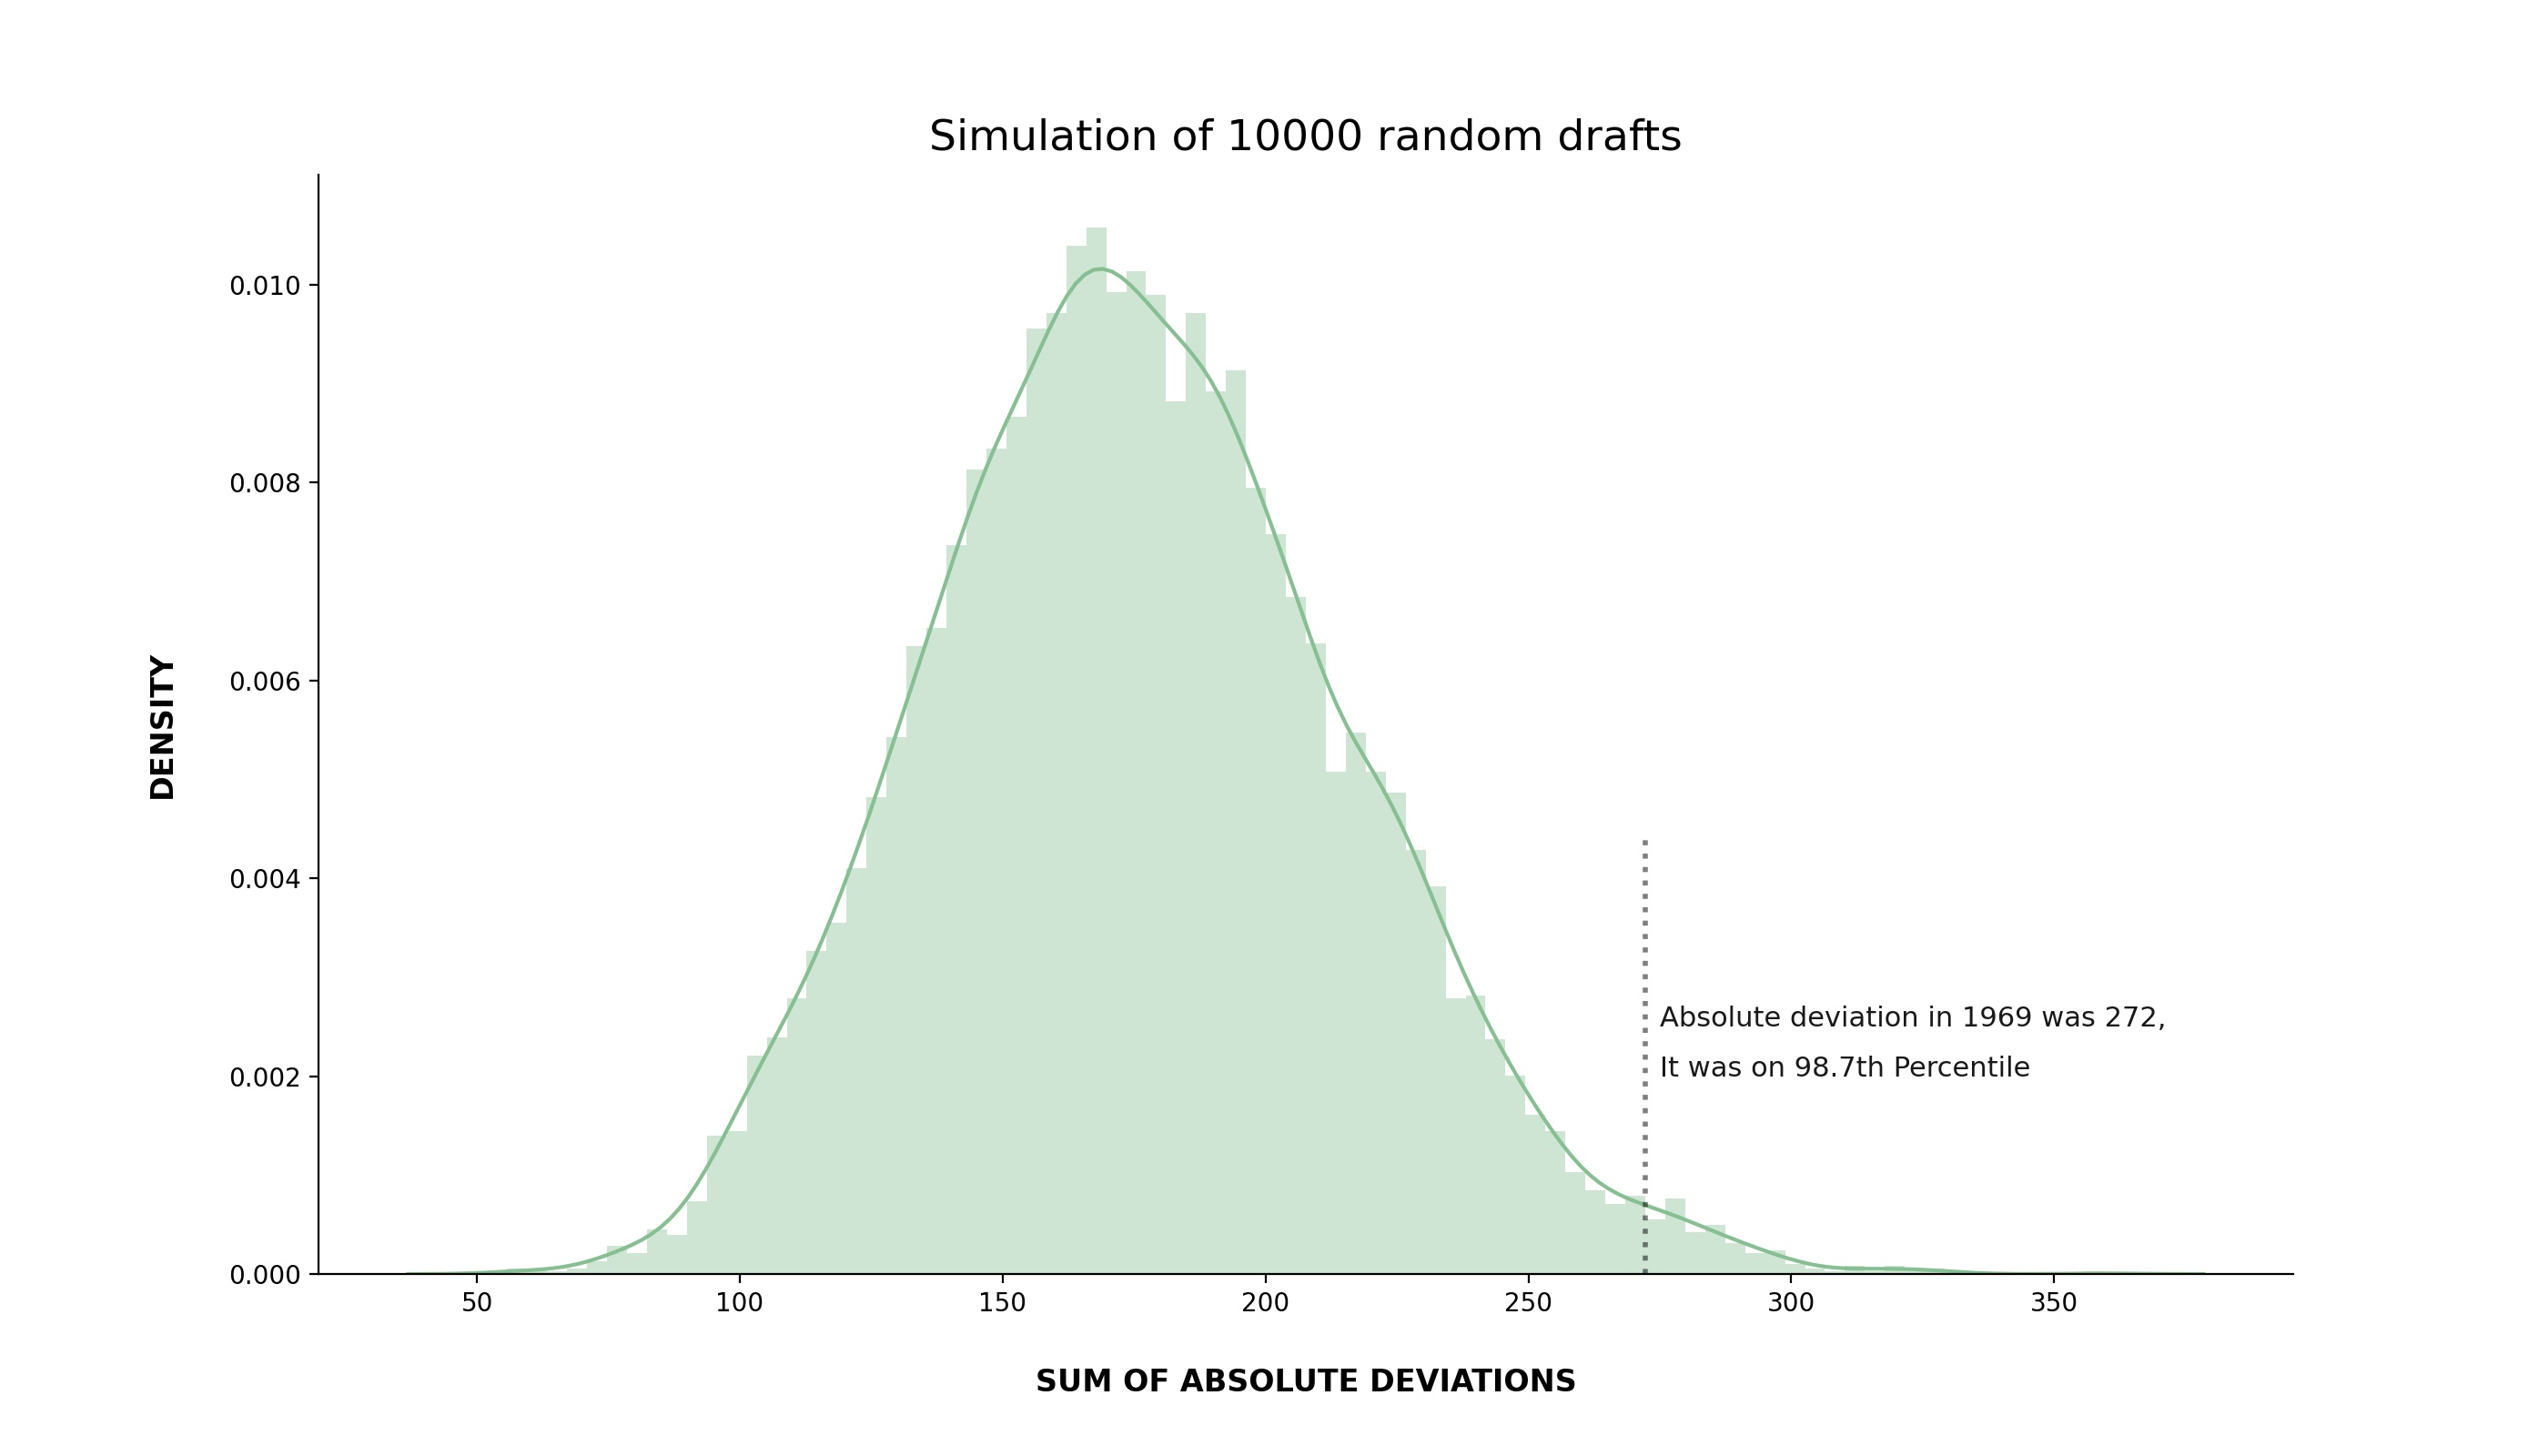 Simulation of 10000 random drafts
DENSITY
0.010
0.008
0.006
0.004
0.002
0.000
Absolute deviation in 1969 was 272,
It was on 98.7th Percentile
50 100 150 200 250 300 350
SUM OF ABSOLUTE DEVIATIONS